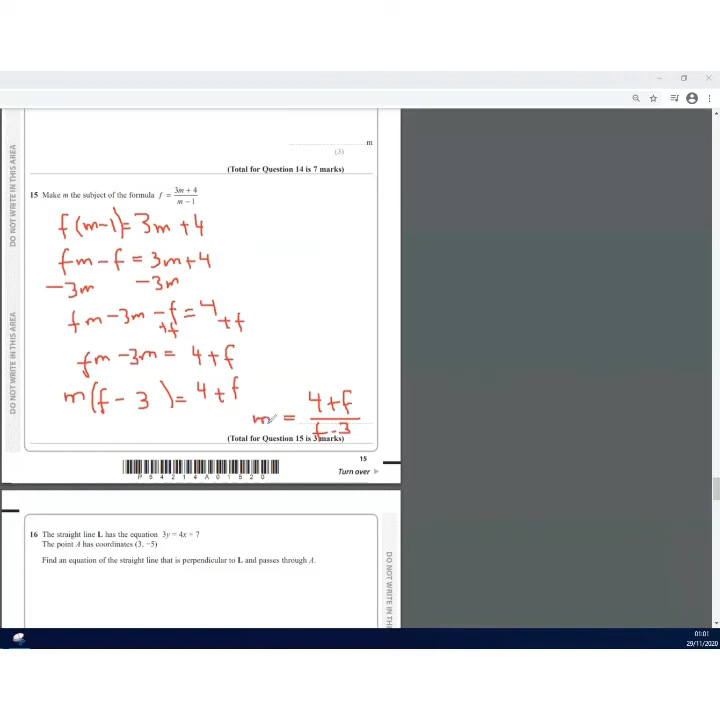 m
(3)
(Total for Question 14 is 7 marks)
15 Make m the subject of the formula f = 3m + 4 / m − 1
f(m-1) = 3m + 4
fm - f = 3m + 4
-3m -3m
fm - 3m - f = 4
+f +f
fm - 3m = 4 + f
m(f - 3) = 4 + f
m = 4+f / f-3
(Total for Question 15 is 3 marks)
15
P 5 4 2 1 4 A 0 1 5 2 0
Turn over
16 The straight line L has the equation 3y = 4x + 7
The point A has coordinates (3, −5)
Find an equation of the straight line that is perpendicular to L and passes through A.
DO NOT WRITE IN THIS AREA
DO NOT WRITE IN THIS AREA
DO NOT WRITE IN THIS AREA
DO NOT WRITE IN THI
01:01
29/11/2020